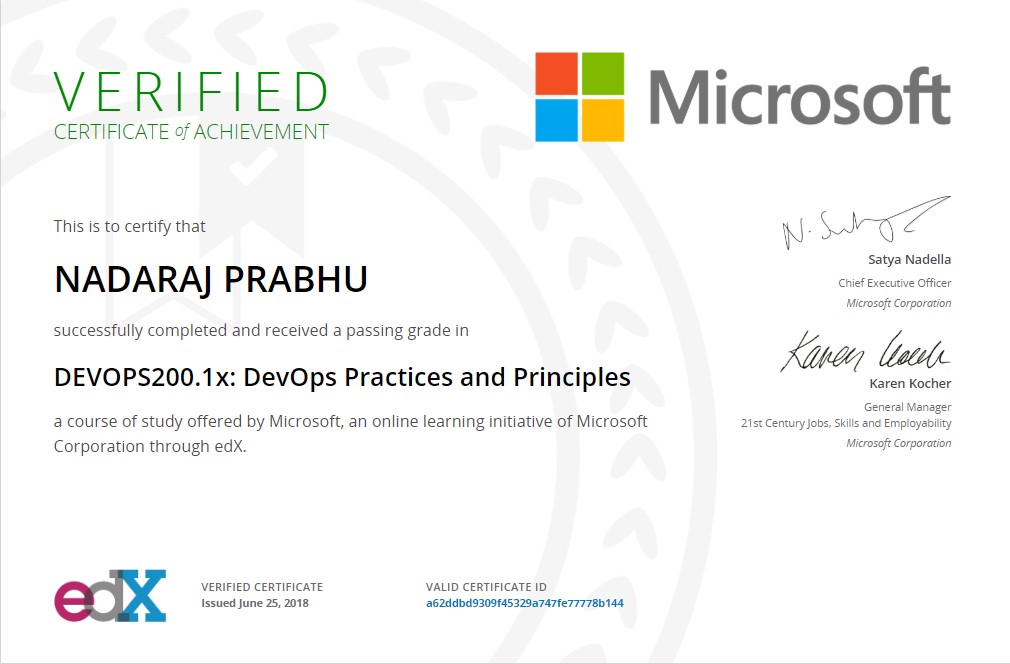 VERIFIED
CERTIFICATE of ACHIEVEMENT
Microsoft
This is to certify that
NADARAJ PRABHU
successfully completed and received a passing grade in
DEVOPS200.1x: DevOps Practices and Principles
a course of study offered by Microsoft, an online learning initiative of Microsoft
Corporation through edX.
Satya Nadella
Chief Executive Officer
Microsoft Corporation
Karen Kocher
General Manager
21st Century Jobs, Skills and Employability
Microsoft Corporation
edX
VERIFIED CERTIFICATE
Issued June 25, 2018
VALID CERTIFICATE ID
a62ddbd9309f45329a747fe77778b144